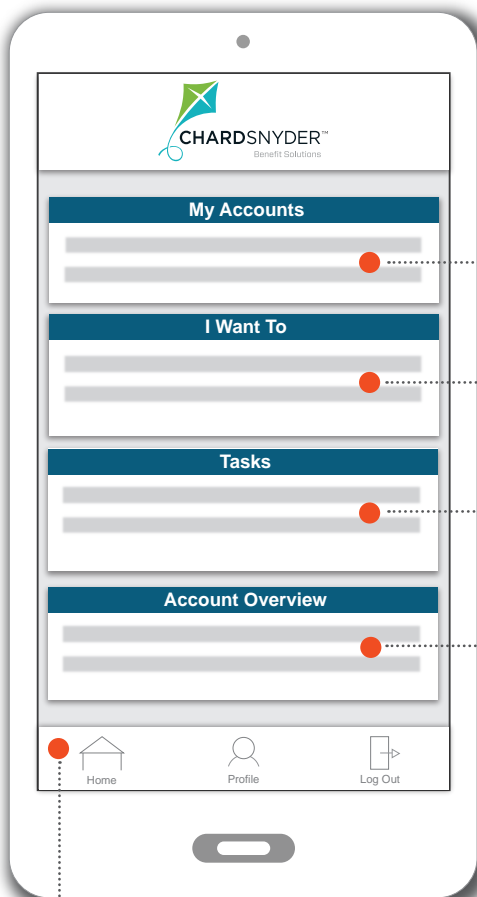 CHARDSNYDER™
Benefit Solutions
My Accounts
I Want To
Tasks
Account Overview
Home Profile Log Out